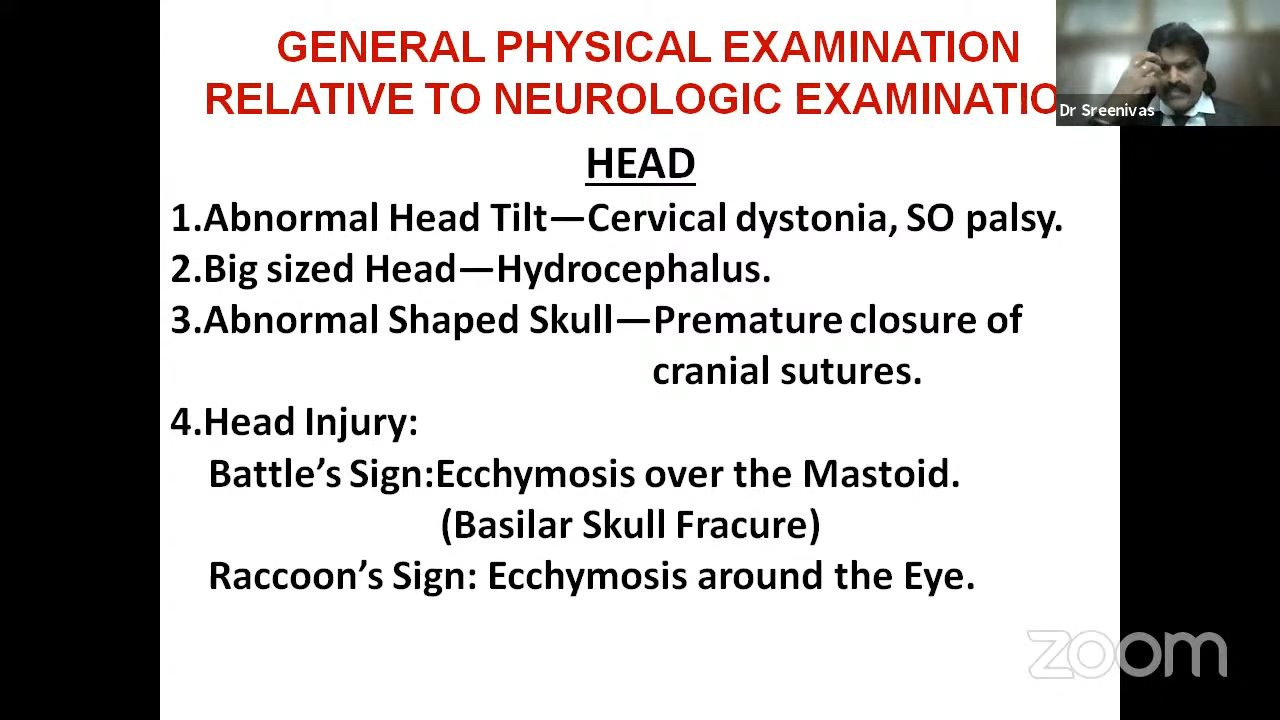 GENERAL PHYSICAL EXAMINATION
RELATIVE TO NEUROLOGIC EXAMINATIO
Dr Sreenivas
HEAD
1.Abnormal Head Tilt—Cervical dystonia, SO palsy.
2.Big sized Head—Hydrocephalus.
3.Abnormal Shaped Skull—Premature closure of
cranial sutures.
4.Head Injury:
Battle’s Sign:Ecchymosis over the Mastoid.
(Basilar Skull Fracure)
Raccoon’s Sign: Ecchymosis around the Eye.
zoom